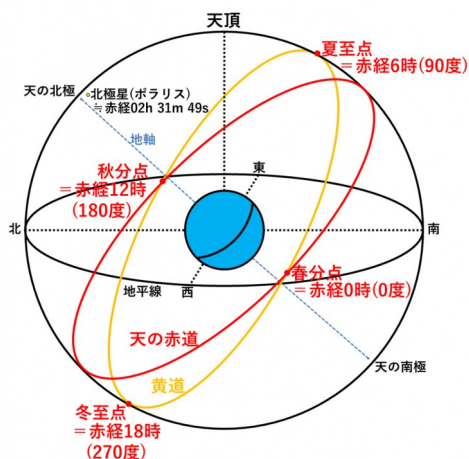 天頂
夏至点
＝赤経6時(90度)
天の北極
北極星(ポラリス)
≒赤経02h 31m 49s
地軸
秋分点
＝赤経12時
(180度)
東
北
南
春分点
＝赤経0時(0度)
地平線
西
天の赤道
天の南極
黄道
冬至点
＝赤経18時
(270度)